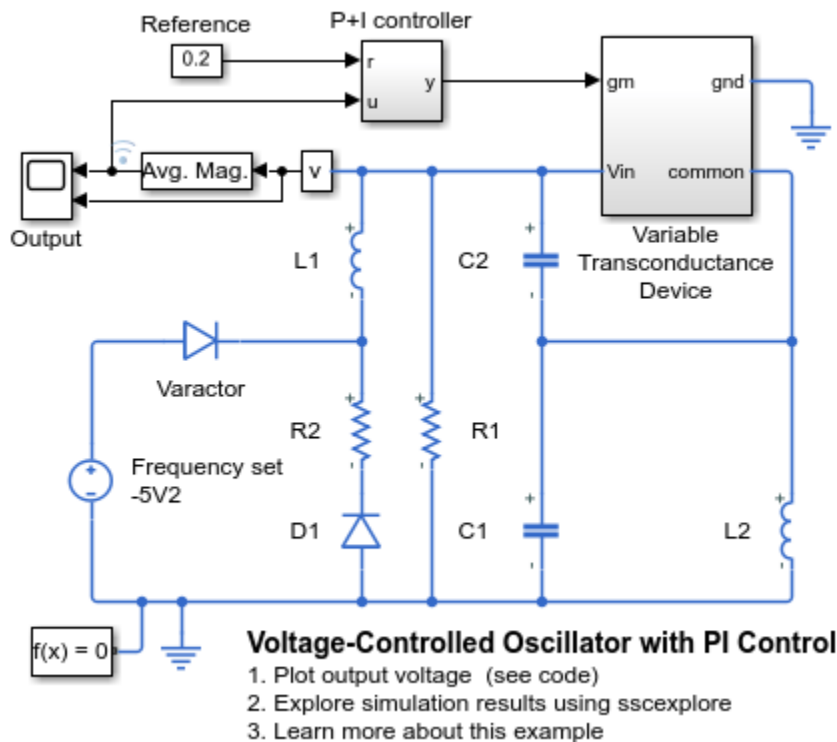 P+I controller
Reference
0.2
r
u
y
gm
gnd
Vin
common
Avg. Mag.
v
Output
Variable
Transconductance
Device
+
-
L1
C2
+
-
Varactor
+
-
R2
+
-
R1
Frequency set
-5V2
+
-
D1
+
-
C1
+
-
L2
f(x) = 0
Voltage-Controlled Oscillator with PI Control
1. Plot output voltage (see code)
2. Explore simulation results using sscexplore
3. Learn more about this example